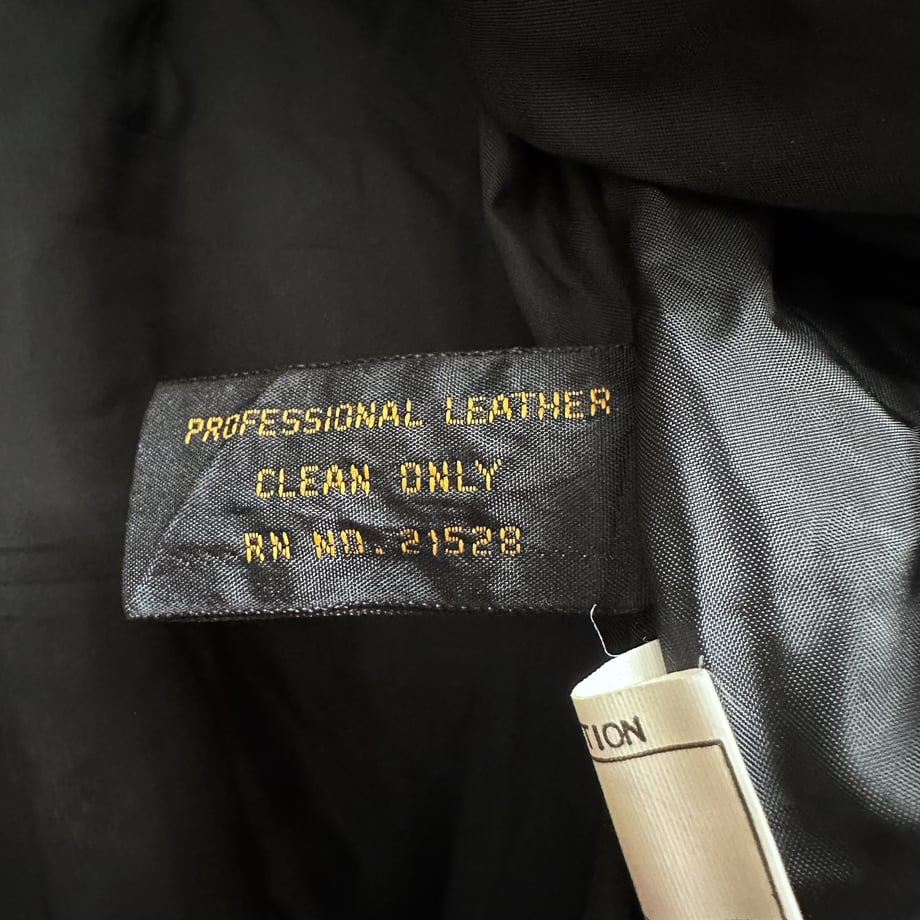 PROFESSIONAL LEATHER
CLEAN ONLY
RN NO. 21528
TION